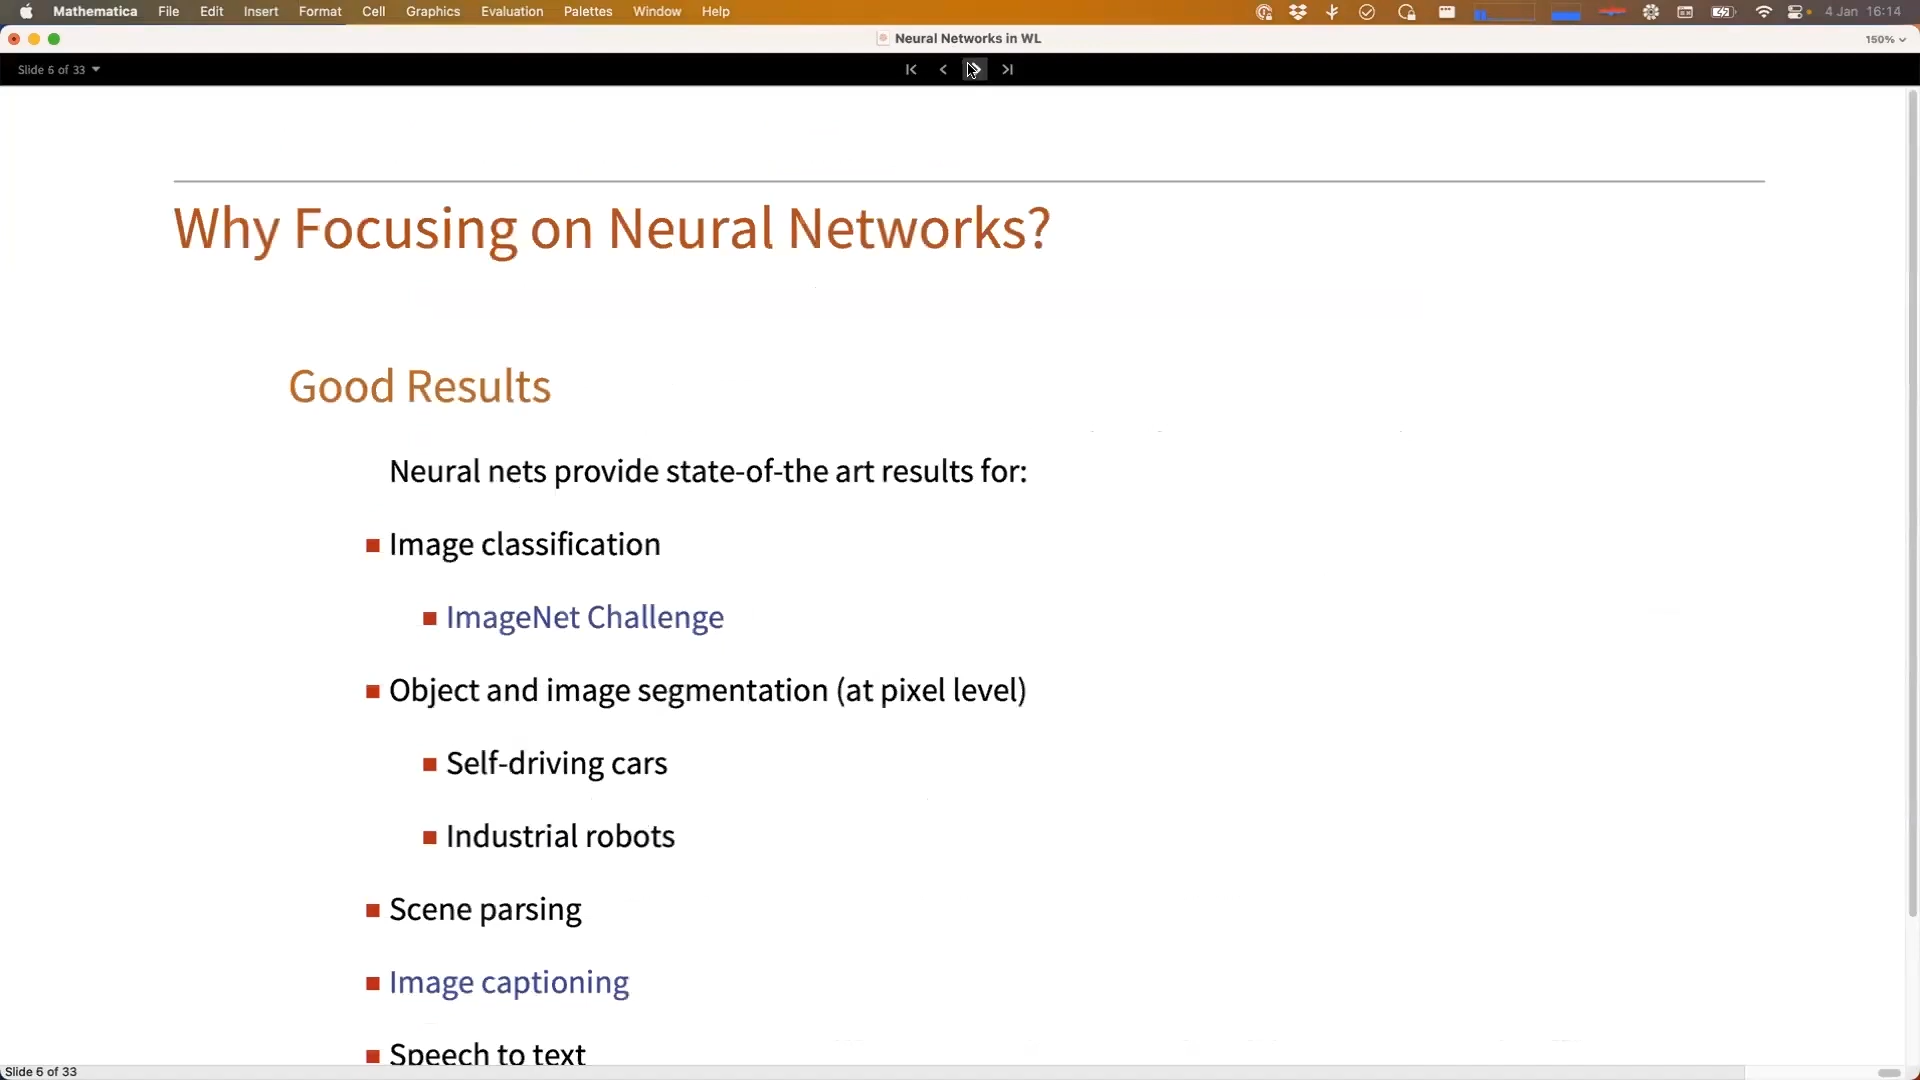 Mathematica File Edit Insert Format Cell Graphics Evaluation Palettes Window Help 4 Jan 16:14
Neural Networks in WL 150%
Slide 6 of 33
Why Focusing on Neural Networks?
Good Results
Neural nets provide state-of-the art results for:
Image classification
ImageNet Challenge
Object and image segmentation (at pixel level)
Self-driving cars
Industrial robots
Scene parsing
Image captioning
Speech to text
Slide 6 of 33